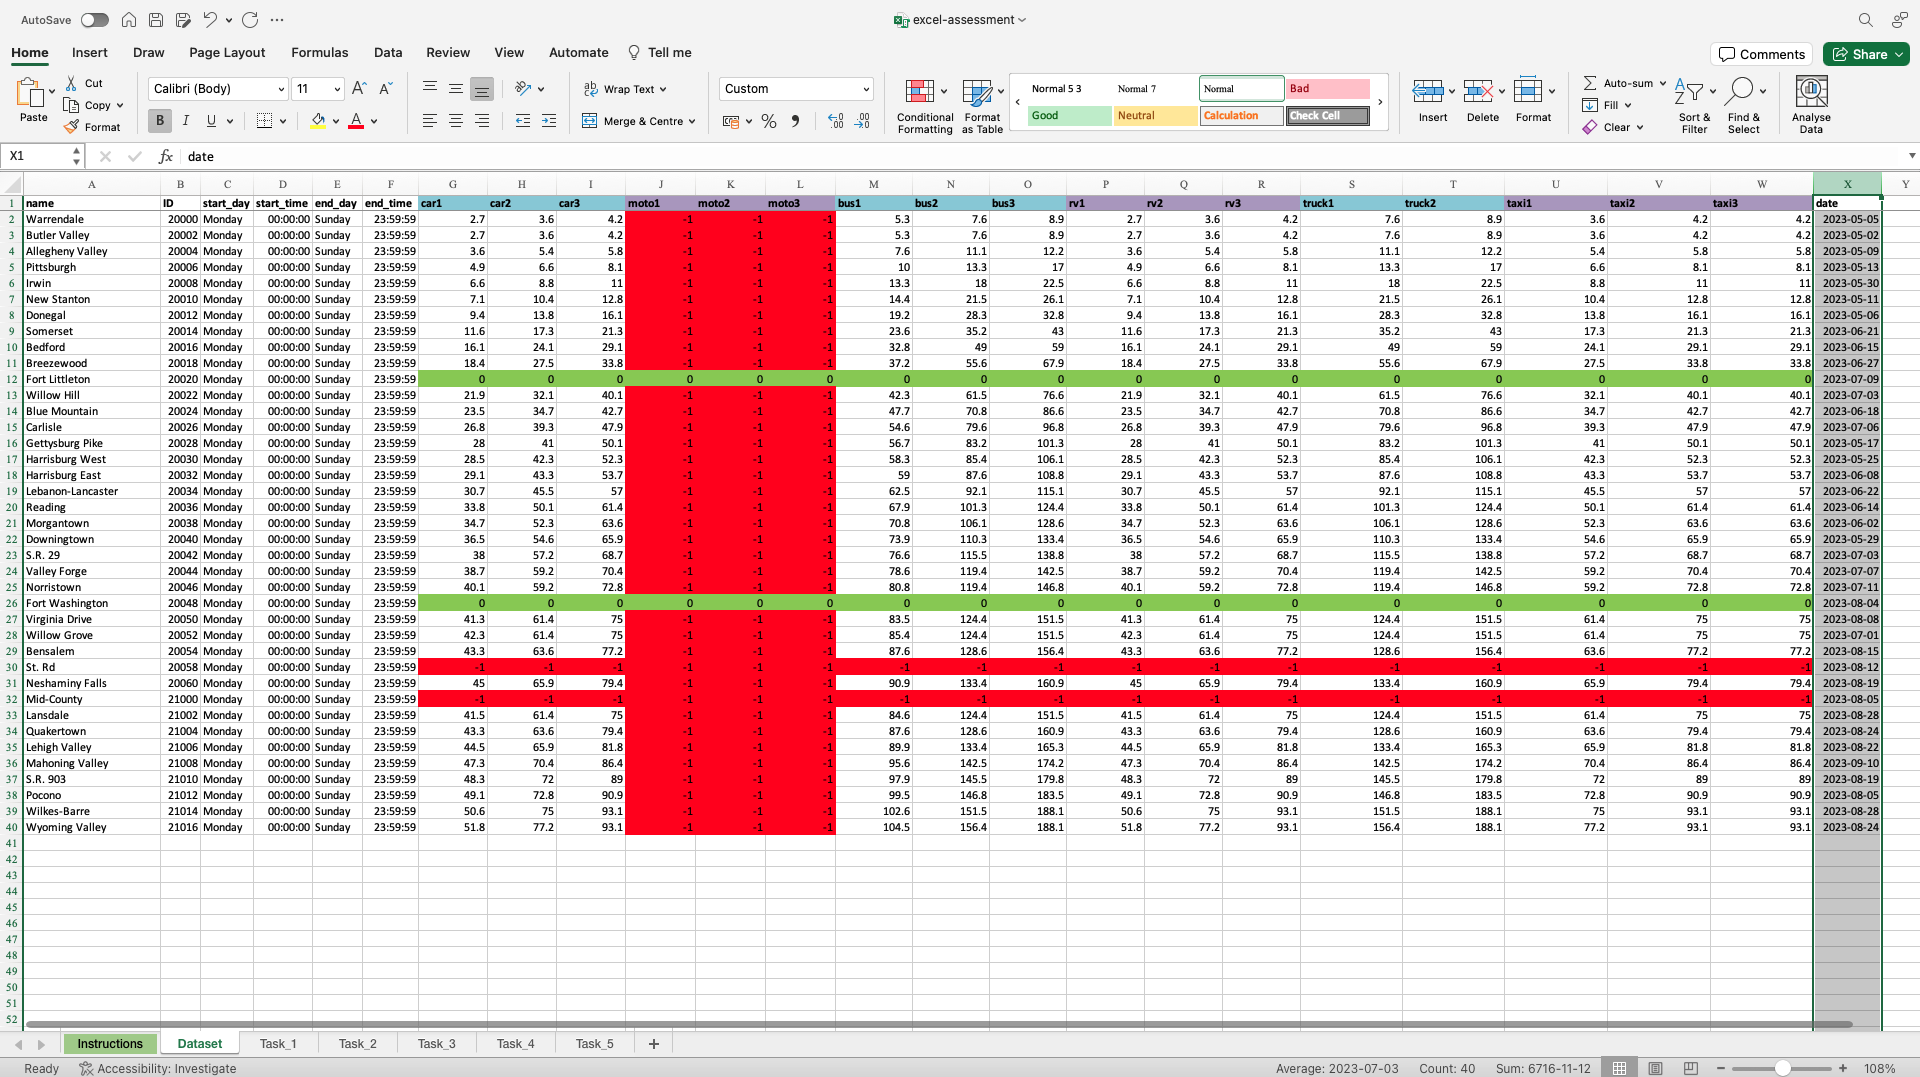 AutoSave excel-assessment
Home Insert Draw Page Layout Formulas Data Review View Automate Tell me Comments Share
Paste Cut Copy Format Calibri (Body) 11 A A B I U A ab Wrap Text Merge & Centre Custom % 9 Conditional Formatting Format as Table Normal 5 3 Normal 7 Normal Bad Good Neutral Calculation Check Cell Insert Delete Format Auto-sum Fill Clear Sort & Filter Find & Select Analyse Data
X1 fx date
A B C D E F G H I J K L M N O P Q R S T U V W X Y
1 name ID start_day start_time end_day end_time car1 car2 car3 moto1 moto2 moto3 bus1 bus2 bus3 rv1 rv2 rv3 truck1 truck2 taxi1 taxi2 taxi3 date
2 Warrendale 20000 Monday 00:00:00 Sunday 23:59:59 2.7 3.6 4.2 -1 -1 -1 5.3 7.6 8.9 2.7 3.6 4.2 7.6 8.9 3.6 4.2 4.2 2023-05-05
3 Butler Valley 20002 Monday 00:00:00 Sunday 23:59:59 2.7 3.6 4.2 -1 -1 -1 5.3 7.6 8.9 2.7 3.6 4.2 7.6 8.9 3.6 4.2 4.2 2023-05-02
4 Allegheny Valley 20004 Monday 00:00:00 Sunday 23:59:59 3.6 5.4 5.8 -1 -1 -1 7.6 11.1 12.2 3.6 5.4 5.8 11.1 12.2 5.4 5.8 5.8 2023-05-09
5 Pittsburgh 20006 Monday 00:00:00 Sunday 23:59:59 4.9 6.6 8.1 -1 -1 -1 10 13.3 17 4.9 6.6 8.1 13.3 17 6.6 8.1 8.1 2023-05-13
6 Irwin 20008 Monday 00:00:00 Sunday 23:59:59 6.6 8.8 11 -1 -1 -1 13.3 18 22.5 6.6 8.8 11 18 22.5 8.8 11 11 2023-05-30
7 New Stanton 20010 Monday 00:00:00 Sunday 23:59:59 7.1 10.4 12.8 -1 -1 -1 14.4 21.5 26.1 7.1 10.4 12.8 21.5 26.1 10.4 12.8 12.8 2023-05-11
8 Donegal 20012 Monday 00:00:00 Sunday 23:59:59 9.4 13.8 16.1 -1 -1 -1 19.2 28.3 32.8 9.4 13.8 16.1 28.3 32.8 13.8 16.1 16.1 2023-05-06
9 Somerset 20014 Monday 00:00:00 Sunday 23:59:59 11.6 17.3 21.3 -1 -1 -1 23.6 35.2 43 11.6 17.3 21.3 35.2 43 17.3 21.3 21.3 2023-06-21
10 Bedford 20016 Monday 00:00:00 Sunday 23:59:59 16.1 24.1 29.1 -1 -1 -1 32.8 49 59 16.1 24.1 29.1 49 59 24.1 29.1 29.1 2023-06-15
11 Breezewood 20018 Monday 00:00:00 Sunday 23:59:59 18.4 27.5 33.8 -1 -1 -1 37.2 55.6 67.9 18.4 27.5 33.8 55.6 67.9 27.5 33.8 33.8 2023-06-27
12 Fort Littleton 20020 Monday 00:00:00 Sunday 23:59:59 0 0 0 0 0 0 0 0 0 0 0 0 0 0 0 0 0 2023-07-09
13 Willow Hill 20022 Monday 00:00:00 Sunday 23:59:59 21.9 32.1 40.1 -1 -1 -1 42.3 61.5 76.6 21.9 32.1 40.1 61.5 76.6 32.1 40.1 40.1 2023-07-03
14 Blue Mountain 20024 Monday 00:00:00 Sunday 23:59:59 23.5 34.7 42.7 -1 -1 -1 47.7 70.8 86.6 23.5 34.7 42.7 70.8 86.6 34.7 42.7 42.7 2023-06-18
15 Carlisle 20026 Monday 00:00:00 Sunday 23:59:59 26.8 39.3 47.9 -1 -1 -1 54.6 79.6 96.8 26.8 39.3 47.9 79.6 96.8 39.3 47.9 47.9 2023-07-06
16 Gettysburg Pike 20028 Monday 00:00:00 Sunday 23:59:59 28 41 50.1 -1 -1 -1 56.7 83.2 101.3 28 41 50.1 83.2 101.3 41 50.1 50.1 2023-05-17
17 Harrisburg West 20030 Monday 00:00:00 Sunday 23:59:59 28.5 42.3 52.3 -1 -1 -1 58.3 85.4 106.1 28.5 42.3 52.3 85.4 106.1 42.3 52.3 52.3 2023-05-25
18 Harrisburg East 20032 Monday 00:00:00 Sunday 23:59:59 29.1 43.3 53.7 -1 -1 -1 59 87.6 108.8 29.1 43.3 53.7 87.6 108.8 43.3 53.7 53.7 2023-06-08
19 Lebanon-Lancaster 20034 Monday 00:00:00 Sunday 23:59:59 30.7 45.5 57 -1 -1 -1 62.5 92.1 115.1 30.7 45.5 57 92.1 115.1 45.5 57 57 2023-06-22
20 Reading 20036 Monday 00:00:00 Sunday 23:59:59 33.8 50.1 61.4 -1 -1 -1 67.9 101.3 124.4 33.8 50.1 61.4 101.3 124.4 50.1 61.4 61.4 2023-06-14
21 Morgantown 20038 Monday 00:00:00 Sunday 23:59:59 34.7 52.3 63.6 -1 -1 -1 70.8 106.1 128.6 34.7 52.3 63.6 106.1 128.6 52.3 63.6 63.6 2023-06-02
22 Downingtown 20040 Monday 00:00:00 Sunday 23:59:59 36.5 54.6 65.9 -1 -1 -1 73.9 110.3 133.4 36.5 54.6 65.9 110.3 133.4 54.6 65.9 65.9 2023-05-29
23 S.R. 29 20042 Monday 00:00:00 Sunday 23:59:59 38 57.2 68.7 -1 -1 -1 76.6 115.5 138.8 38 57.2 68.7 115.5 138.8 57.2 68.7 68.7 2023-07-03
24 Valley Forge 20044 Monday 00:00:00 Sunday 23:59:59 38.7 59.2 70.4 -1 -1 -1 78.6 119.4 142.5 38.7 59.2 70.4 119.4 142.5 59.2 70.4 70.4 2023-07-07
25 Norristown 20046 Monday 00:00:00 Sunday 23:59:59 40.1 59.2 72.8 -1 -1 -1 80.8 119.4 146.8 40.1 59.2 72.8 119.4 146.8 59.2 72.8 72.8 2023-07-11
26 Fort Washington 20048 Monday 00:00:00 Sunday 23:59:59 0 0 0 0 0 0 0 0 0 0 0 0 0 0 0 0 0 2023-08-04
27 Virginia Drive 20050 Monday 00:00:00 Sunday 23:59:59 41.3 61.4 75 -1 -1 -1 83.5 124.4 151.5 41.3 61.4 75 124.4 151.5 61.4 75 75 2023-08-08
28 Willow Grove 20052 Monday 00:00:00 Sunday 23:59:59 42.3 61.4 75 -1 -1 -1 85.4 124.4 151.5 42.3 61.4 75 124.4 151.5 61.4 75 75 2023-07-01
29 Bensalem 20054 Monday 00:00:00 Sunday 23:59:59 43.3 63.6 77.2 -1 -1 -1 87.6 128.6 156.4 43.3 63.6 77.2 128.6 156.4 63.6 77.2 77.2 2023-08-15
30 St. Rd 20058 Monday 00:00:00 Sunday 23:59:59 -1 -1 -1 -1 -1 -1 -1 -1 -1 -1 -1 -1 -1 -1 -1 -1 -1 2023-08-12
31 Neshaminy Falls 20060 Monday 00:00:00 Sunday 23:59:59 45 65.9 79.4 -1 -1 -1 90.9 133.4 160.9 45 65.9 79.4 133.4 160.9 65.9 79.4 79.4 2023-08-19
32 Mid-County 21000 Monday 00:00:00 Sunday 23:59:59 -1 -1 -1 -1 -1 -1 -1 -1 -1 -1 -1 -1 -1 -1 -1 -1 -1 2023-08-05
33 Lansdale 21002 Monday 00:00:00 Sunday 23:59:59 41.5 61.4 75 -1 -1 -1 84.6 124.4 151.5 41.5 61.4 75 124.4 151.5 61.4 75 75 2023-08-28
34 Quakertown 21004 Monday 00:00:00 Sunday 23:59:59 43.3 63.6 79.4 -1 -1 -1 87.6 128.6 160.9 43.3 63.6 79.4 128.6 160.9 63.6 79.4 79.4 2023-08-24
35 Lehigh Valley 21006 Monday 00:00:00 Sunday 23:59:59 44.5 65.9 81.8 -1 -1 -1 89.9 133.4 165.3 44.5 65.9 81.8 133.4 165.3 65.9 81.8 81.8 2023-08-22
36 Mahoning Valley 21008 Monday 00:00:00 Sunday 23:59:59 47.3 70.4 86.4 -1 -1 -1 95.6 142.5 174.2 47.3 70.4 86.4 142.5 174.2 70.4 86.4 86.4 2023-09-10
37 S.R. 903 21010 Monday 00:00:00 Sunday 23:59:59 48.3 72 89 -1 -1 -1 97.9 145.5 179.8 48.3 72 89 145.5 179.8 72 89 89 2023-08-19
38 Pocono 21012 Monday 00:00:00 Sunday 23:59:59 49.1 72.8 90.9 -1 -1 -1 99.5 146.8 183.5 49.1 72.8 90.9 146.8 183.5 72.8 90.9 90.9 2023-08-05
39 Wilkes-Barre 21014 Monday 00:00:00 Sunday 23:59:59 50.6 75 93.1 -1 -1 -1 102.6 151.5 188.1 50.6 75 93.1 151.5 188.1 75 93.1 93.1 2023-08-28
40 Wyoming Valley 21016 Monday 00:00:00 Sunday 23:59:59 51.8 77.2 93.1 -1 -1 -1 104.5 156.4 188.1 51.8 77.2 93.1 156.4 188.1 77.2 93.1 93.1 2023-08-24
41
42
43
44
45
46
47
48
49
50
51
52
Instructions Dataset Task_1 Task_2 Task_3 Task_4 Task_5 +
Ready Accessibility: Investigate Average: 2023-07-03 Count: 40 Sum: 6716-11-12 108%